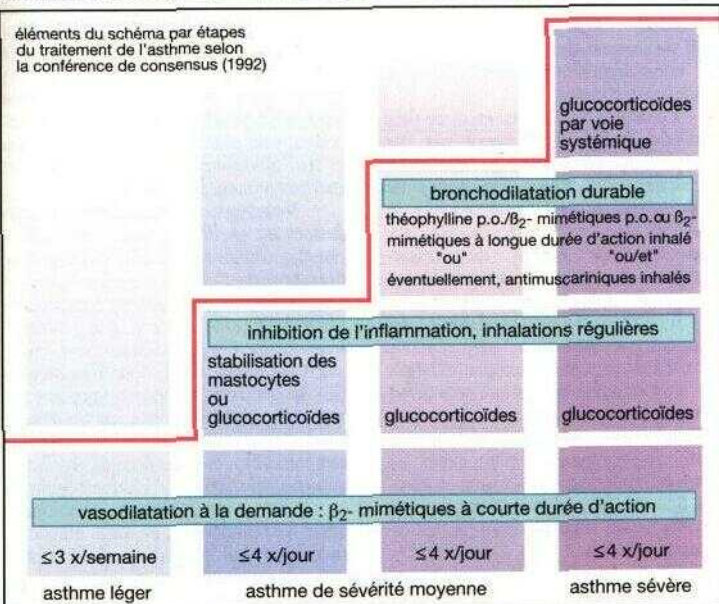 éléments du schéma par étapes
du traitement de l'asthme selon
la conférence de consensus (1992)
glucocorticoïdes
par voie
systémique
bronchodilatation durable
théophylline p.o./β₂- mimétiques p.o.ou β₂-
mimétiques à longue durée d'action inhalé
"ou" "ou/et"
éventuellement, antimuscariniques inhalés
inhibition de l'inflammation, inhalations régulières
stabilisation des
mastocytes
ou
glucocorticoïdes glucocorticoïdes glucocorticoïdes
vasodilatation à la demande : β₂- mimétiques à courte durée d'action
≤3 x/semaine ≤4 x/jour ≤4 x/jour ≤4 x/jour
asthme léger asthme de sévérité moyenne asthme sévère